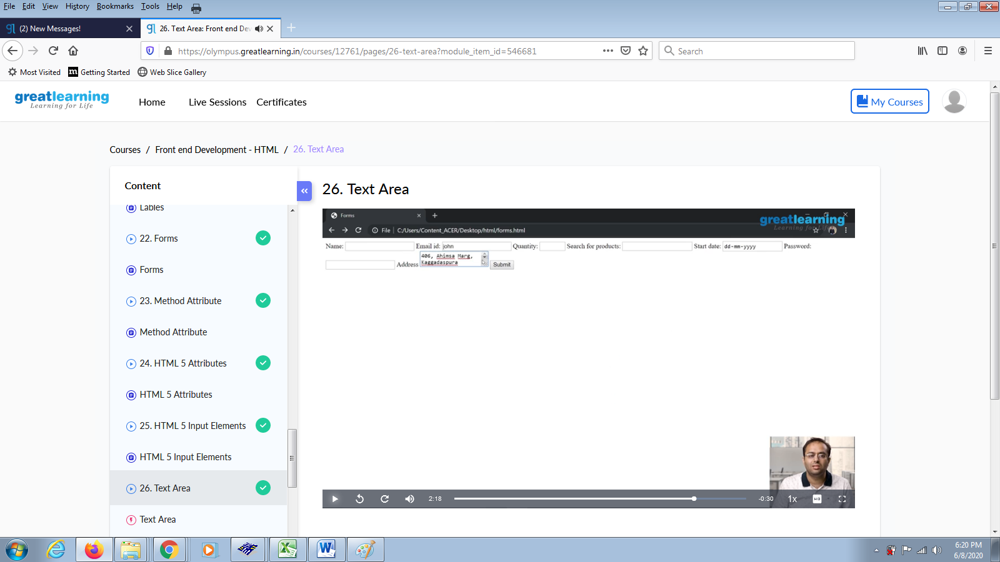 File Edit View History Bookmarks Tools Help
(2) New Messages!
26. Text Area: Front end Dev
https://olympus.greatlearning.in/courses/12761/pages/26-text-area?module_item_id=546681
Search
Most Visited Getting Started Web Slice Gallery
greatlearning
Learning for Life
Home Live Sessions Certificates
My Courses
Courses / Front end Development - HTML / 26. Text Area
Content
Lables
22. Forms
Forms
23. Method Attribute
Method Attribute
24. HTML 5 Attributes
HTML 5 Attributes
25. HTML 5 Input Elements
HTML 5 Input Elements
26. Text Area
Text Area
26. Text Area
Forms
greatlearning
Learning for Life
File | C:/Users/Content_ACER/Desktop/html/forms.html
Name: Email id: john Quantity: Search for products: Start date: dd-mm-yyyy Password:
406, Ahimsa Marg,
Kaggadaspura
Address Submit
2:18 -0:30 1x HD
6:20 PM
6/8/2020